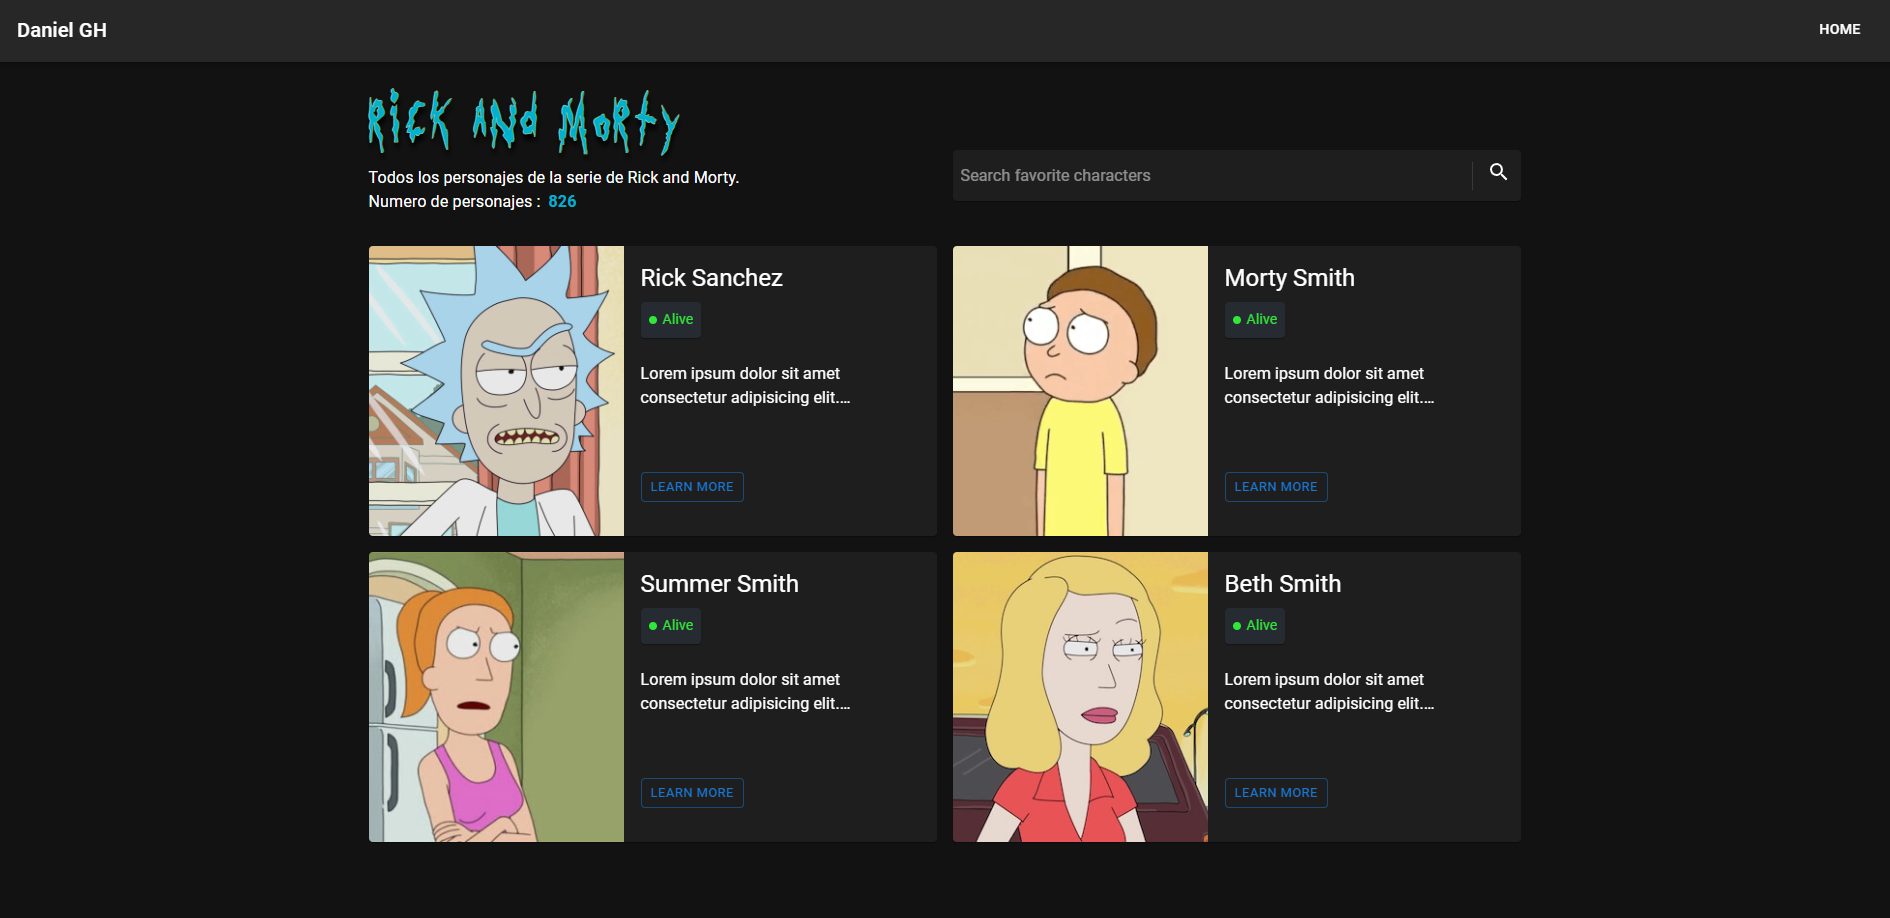 Daniel GH
HOME
Rick and Morty
Todos los personajes de la serie de Rick and Morty.
Numero de personajes : 826
Search favorite characters
Rick Sanchez
Alive
Lorem ipsum dolor sit amet
consectetur adipisicing elit....
LEARN MORE
Morty Smith
Alive
Lorem ipsum dolor sit amet
consectetur adipisicing elit....
LEARN MORE
Summer Smith
Alive
Lorem ipsum dolor sit amet
consectetur adipisicing elit....
LEARN MORE
Beth Smith
Alive
Lorem ipsum dolor sit amet
consectetur adipisicing elit....
LEARN MORE